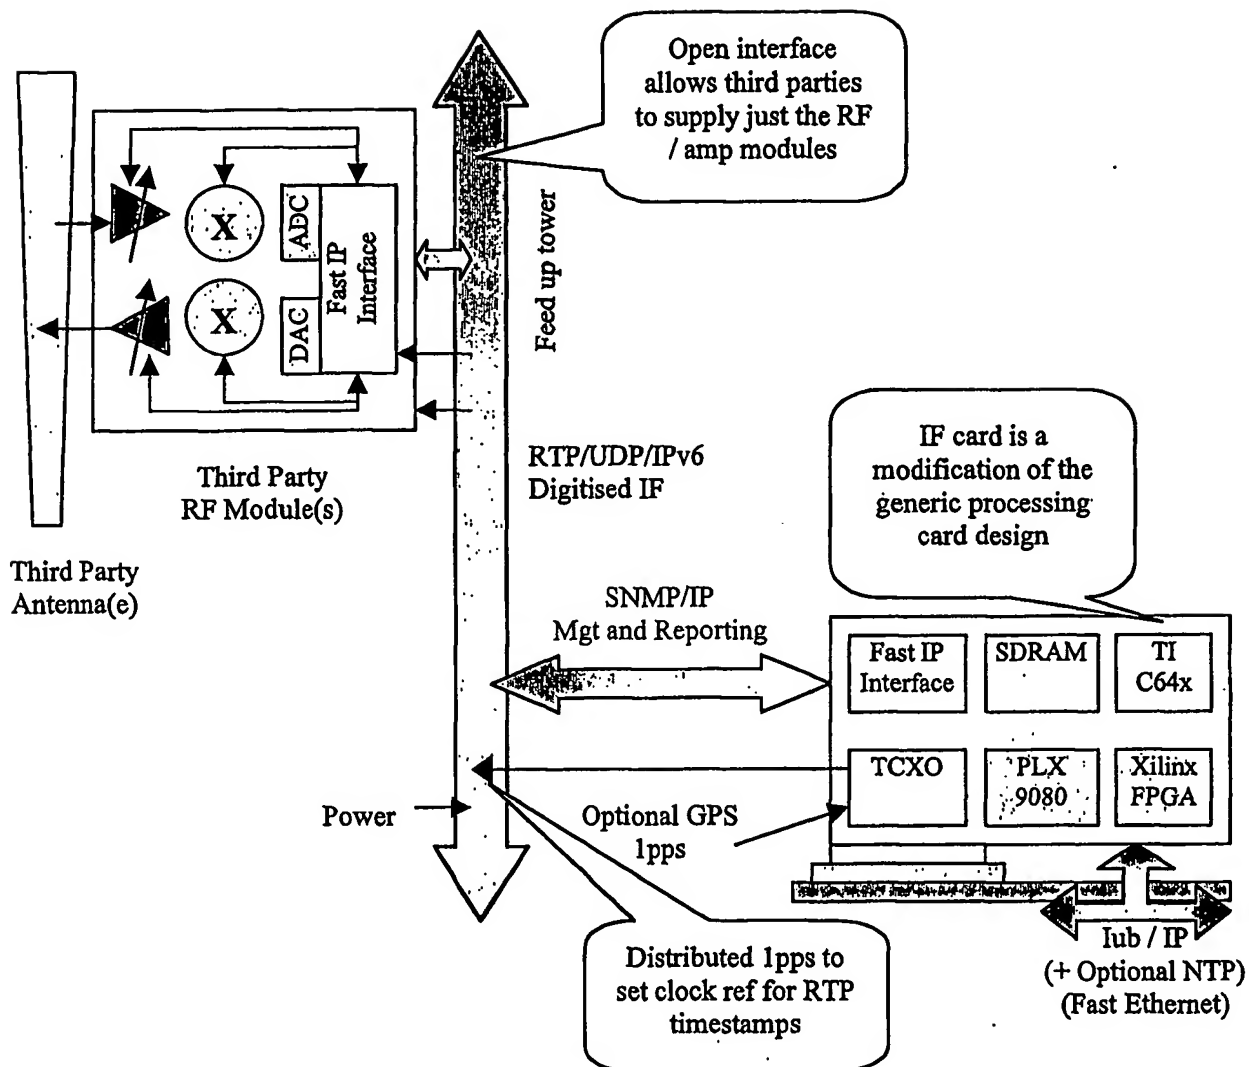 Open interface
allows third parties
to supply just the RF
/ amp modules
X
ADC
Fast IP
Interface
X
DAC
Feed up tower
Third Party
RF Module(s)
Third Party
Antenna(e)
RTP/UDP/IPv6
Digitised IF
IF card is a
modification of the
generic processing
card design
SNMP/IP
Mgt and Reporting
Fast IP
Interface
SDRAM
TI
C64x
TCXO
PLX
9080
Xilinx
FPGA
Power
Optional GPS
1pps
Distributed 1pps to
set clock ref for RTP
timestamps
Iub / IP
(+ Optional NTP)
(Fast Ethernet)